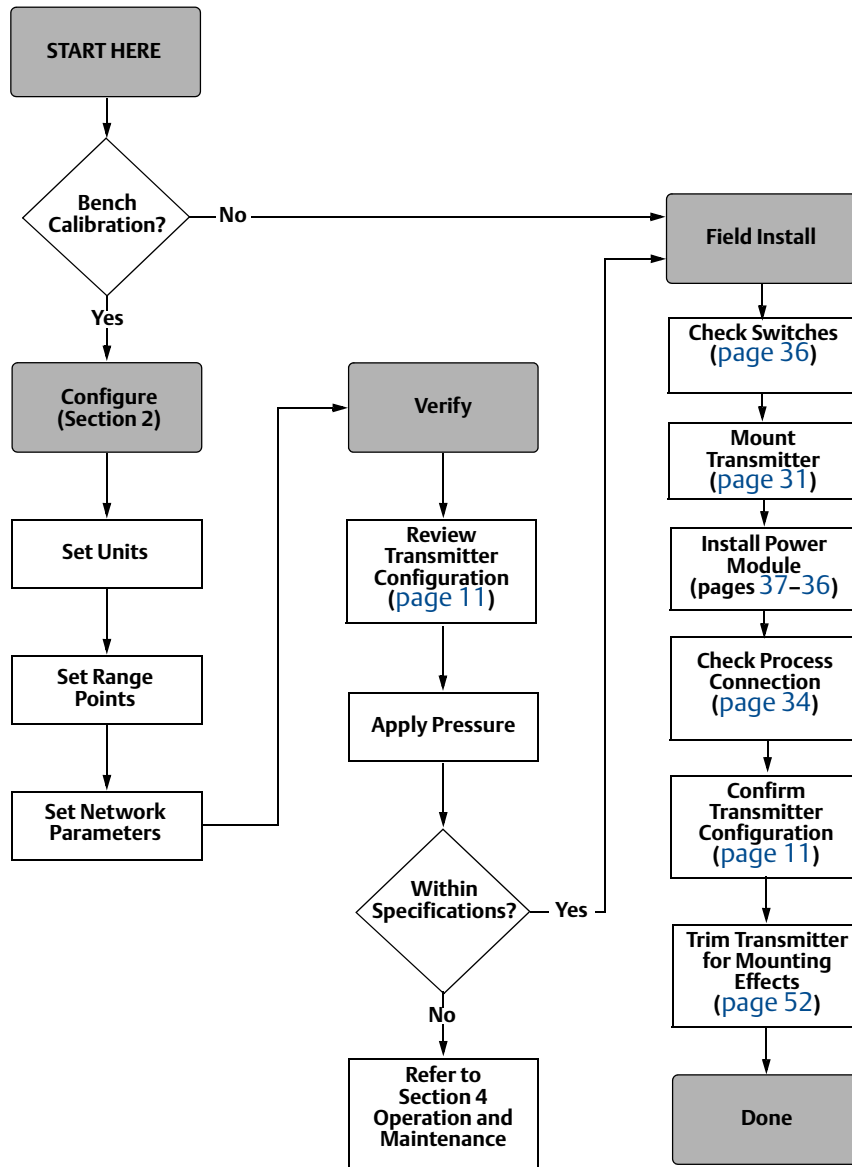 START HERE
Bench
Calibration?
No
Yes
Configure
(Section 2)
Set Units
Set Range
Points
Set Network
Parameters
Verify
Review
Transmitter
Configuration
(page 11)
Apply Pressure
Within
Specifications?
Yes
No
Refer to
Section 4
Operation and
Maintenance
Field Install
Check Switches
(page 36)
Mount
Transmitter
(page 31)
Install Power
Module
(pages 37–36)
Check Process
Connection
(page 34)
Confirm
Transmitter
Configuration
(page 11)
Trim Transmitter
for Mounting
Effects
(page 52)
Done